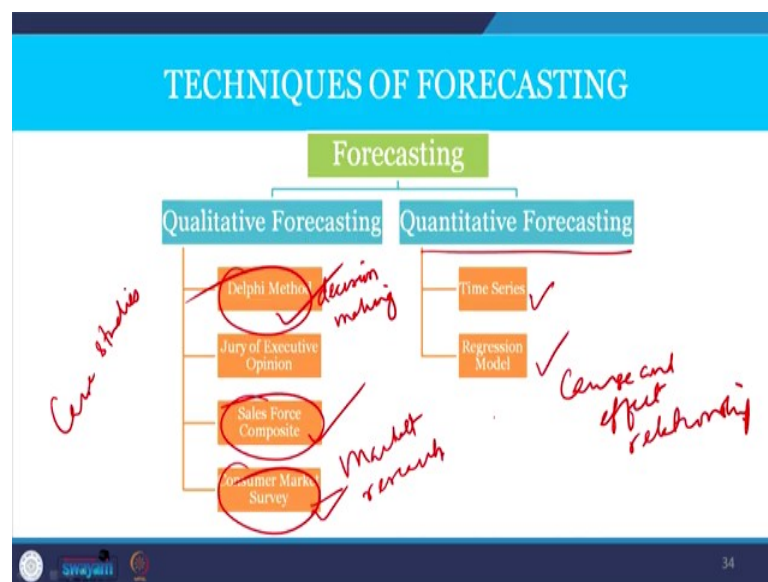 TECHNIQUES OF FORECASTING
Forecasting
Qualitative Forecasting
Quantitative Forecasting
Delphi Method
decision
making
Time Series
Case studies
Jury of Executive
Opinion
Regression
Model
Cause and
effect
relationship
Sales Force
Composite
Market
research
Consumer Market
Survey
swayam
34